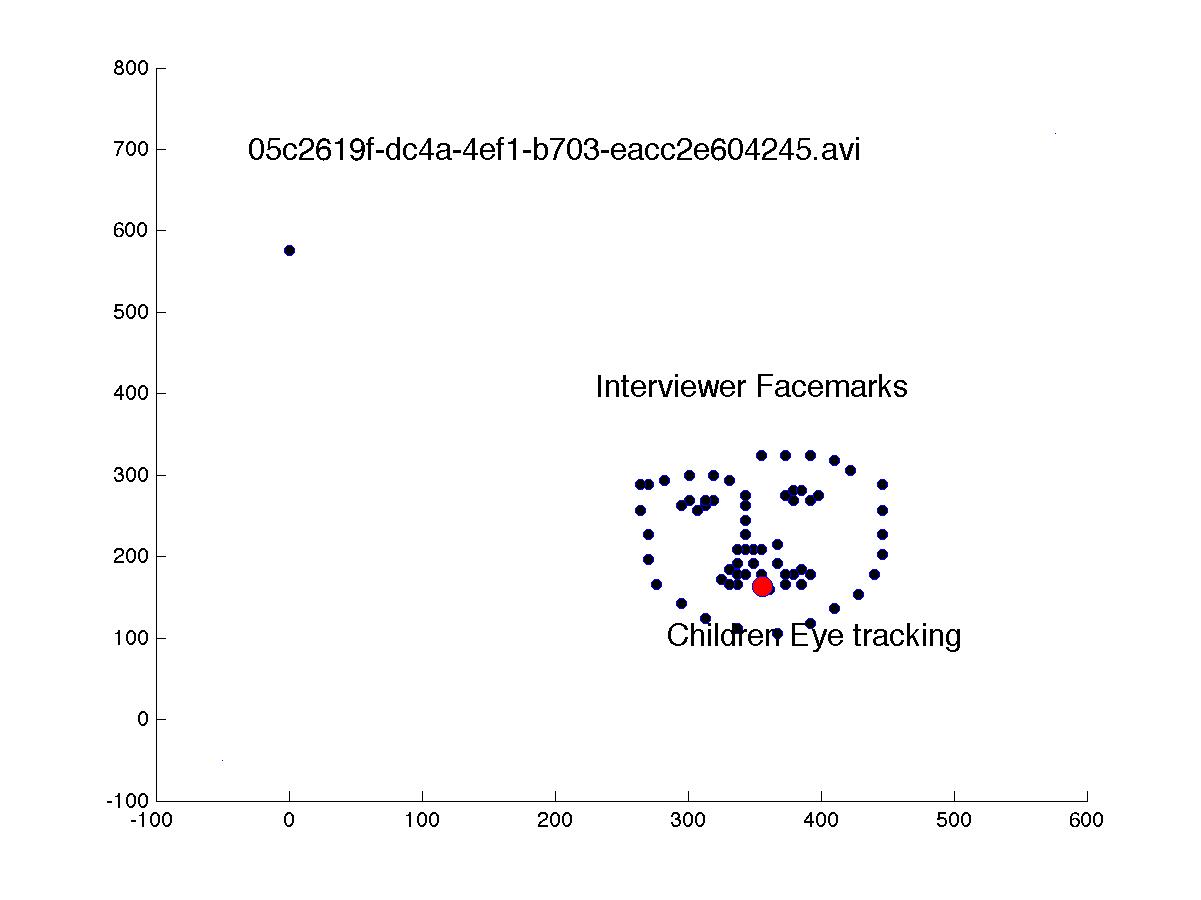 800
700
05c2619f-dc4a-4ef1-b703-eacc2e604245.avi
600
500
Interviewer Facemarks
400
300
200
100
Children Eye tracking
0
-100
-100 0 100 200 300 400 500 600